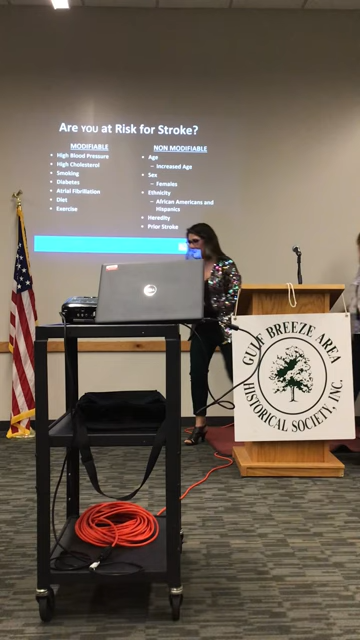 Are you at Risk for Stroke?
MODIFIABLE
• High Blood Pressure
• High Cholesterol
• Smoking
• Diabetes
• Atrial Fibrillation
• Diet
• Exercise
NON MODIFIABLE
• Age
– Increased Age
• Sex
– Females
• Ethnicity
– African Americans and
Hispanics
• Heredity
• Prior Stroke
DELL
GULF BREEZE AREA
HISTORICAL SOCIETY, INC.